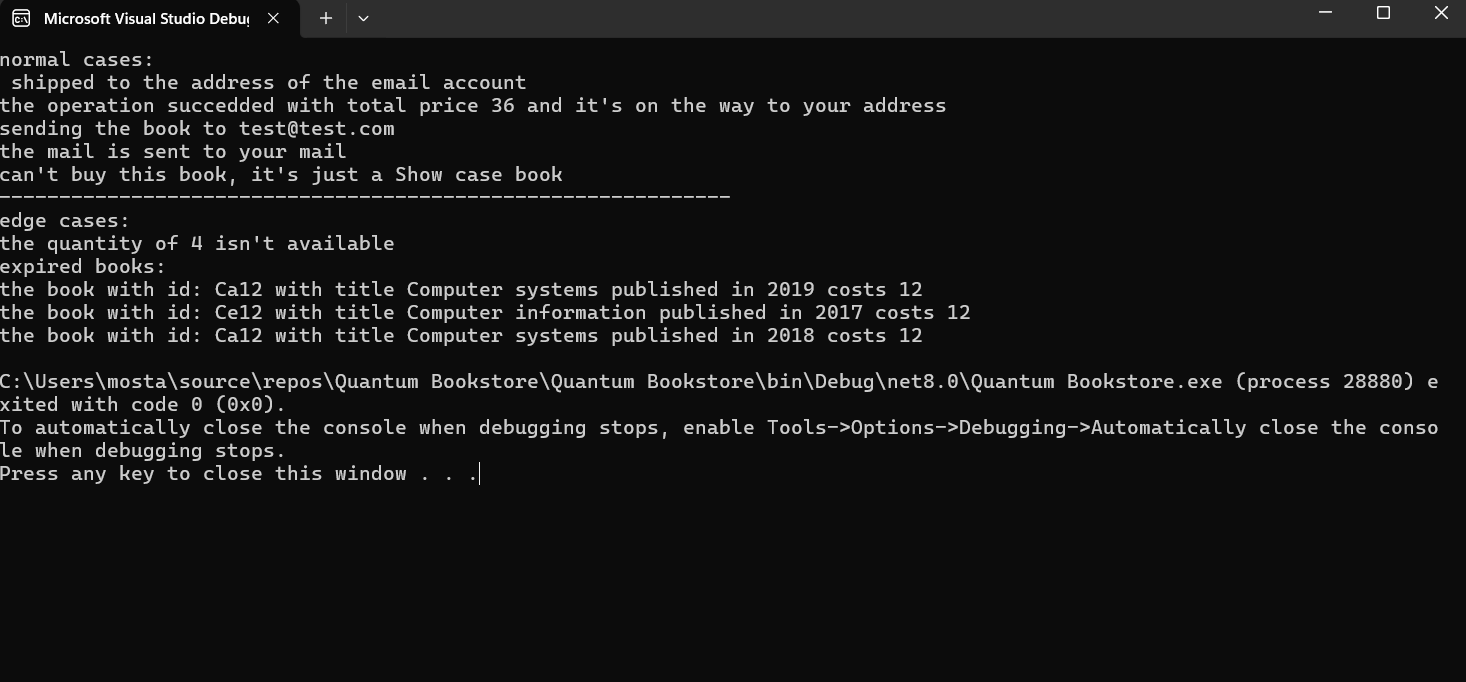 Microsoft Visual Studio Debug
normal cases:
 shipped to the address of the email account
the operation succedded with total price 36 and it's on the way to your address
sending the book to test@test.com
the mail is sent to your mail
can't buy this book, it's just a Show case book
-------------------------------------------------------------
edge cases:
the quantity of 4 isn't available
expired books:
the book with id: Ca12 with title Computer systems published in 2019 costs 12
the book with id: Ce12 with title Computer information published in 2017 costs 12
the book with id: Ca12 with title Computer systems published in 2018 costs 12
C:\Users\mosta\source\repos\Quantum Bookstore\Quantum Bookstore\bin\Debug\net8.0\Quantum Bookstore.exe (process 28880) e
xited with code 0 (0x0).
To automatically close the console when debugging stops, enable Tools->Options->Debugging->Automatically close the conso
le when debugging stops.
Press any key to close this window . . .